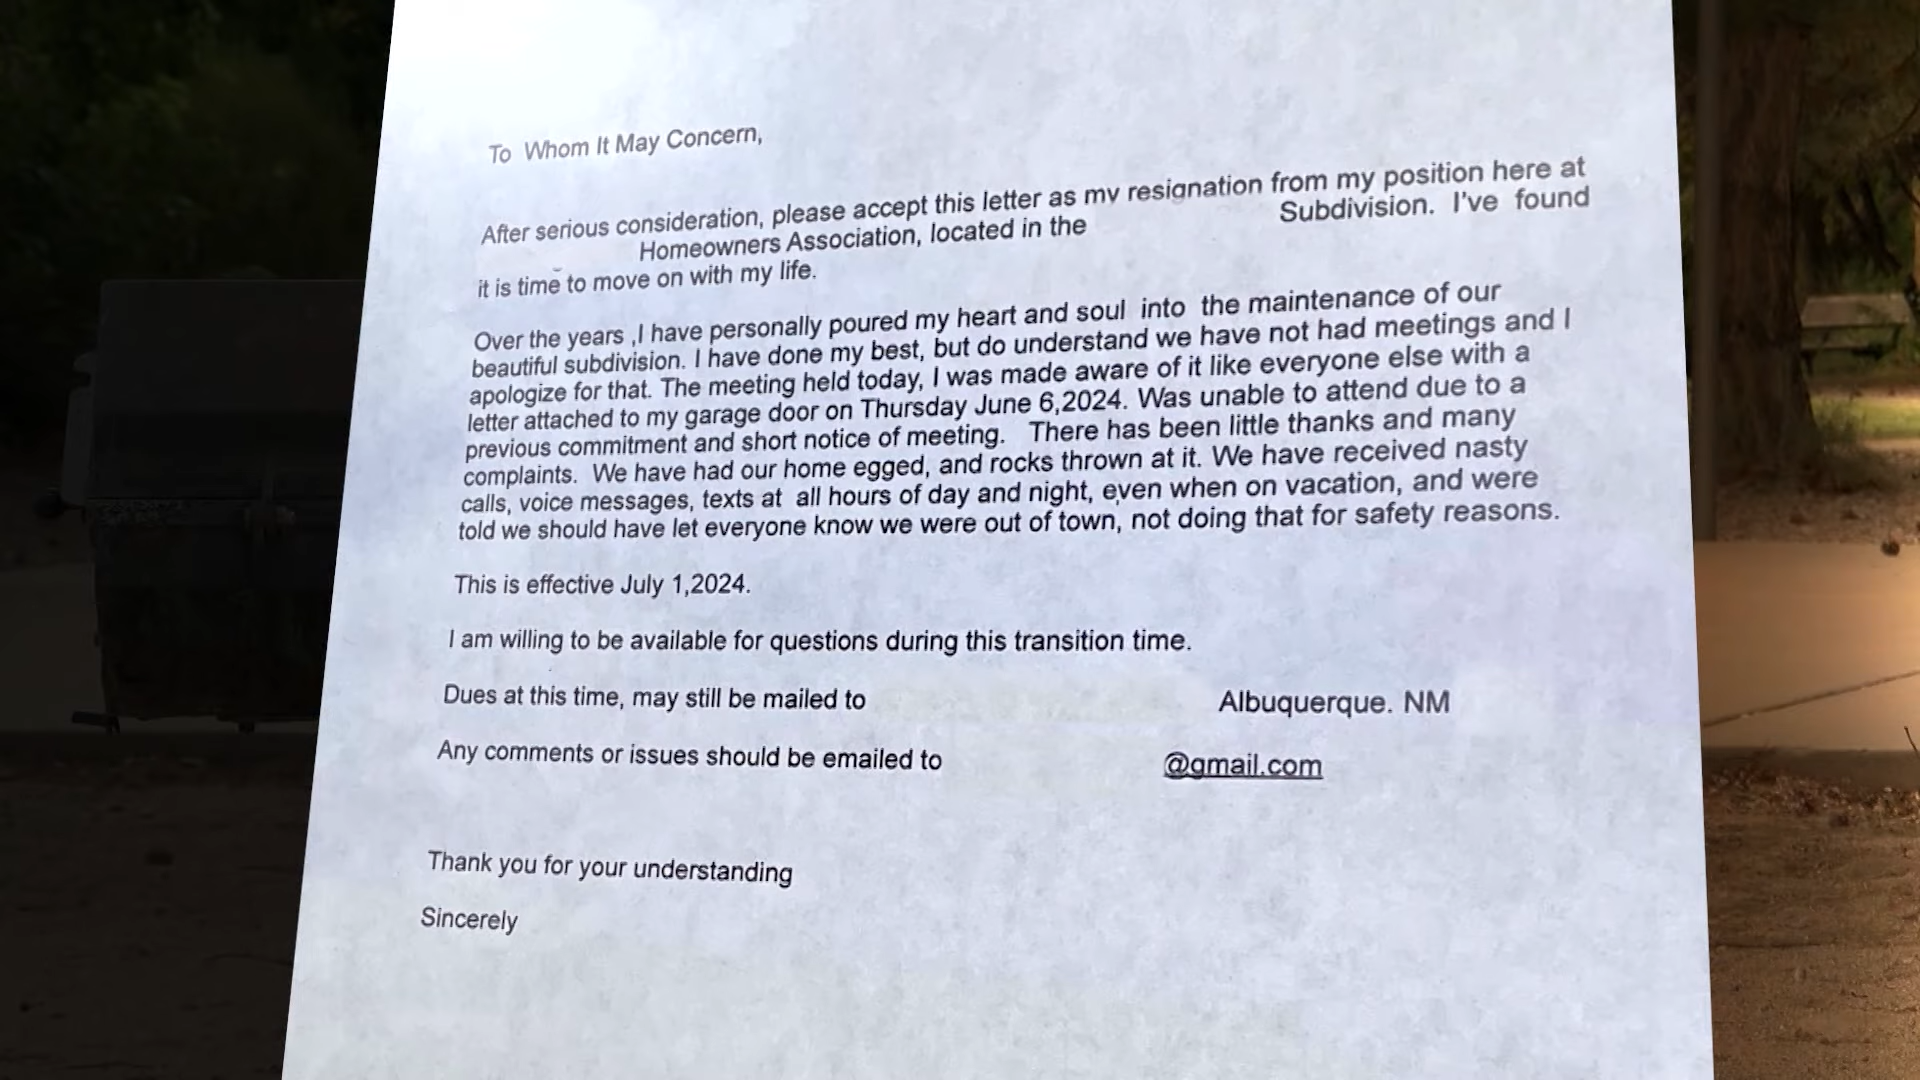 To Whom It May Concern,
After serious consideration, please accept this letter as my resignation from my position here at
Homeowners Association, located in the Subdivision. I've found
it is time to move on with my life.
Over the years ,I have personally poured my heart and soul into the maintenance of our
beautiful subdivision. I have done my best, but do understand we have not had meetings and I
apologize for that. The meeting held today, I was made aware of it like everyone else with a
letter attached to my garage door on Thursday June 6,2024. Was unable to attend due to a
previous commitment and short notice of meeting. There has been little thanks and many
complaints. We have had our home egged, and rocks thrown at it. We have received nasty
calls, voice messages, texts at all hours of day and night, even when on vacation, and were
told we should have let everyone know we were out of town, not doing that for safety reasons.
This is effective July 1,2024.
I am willing to be available for questions during this transition time.
Dues at this time, may still be mailed to Albuquerque. NM
Any comments or issues should be emailed to @gmail.com
Thank you for your understanding
Sincerely